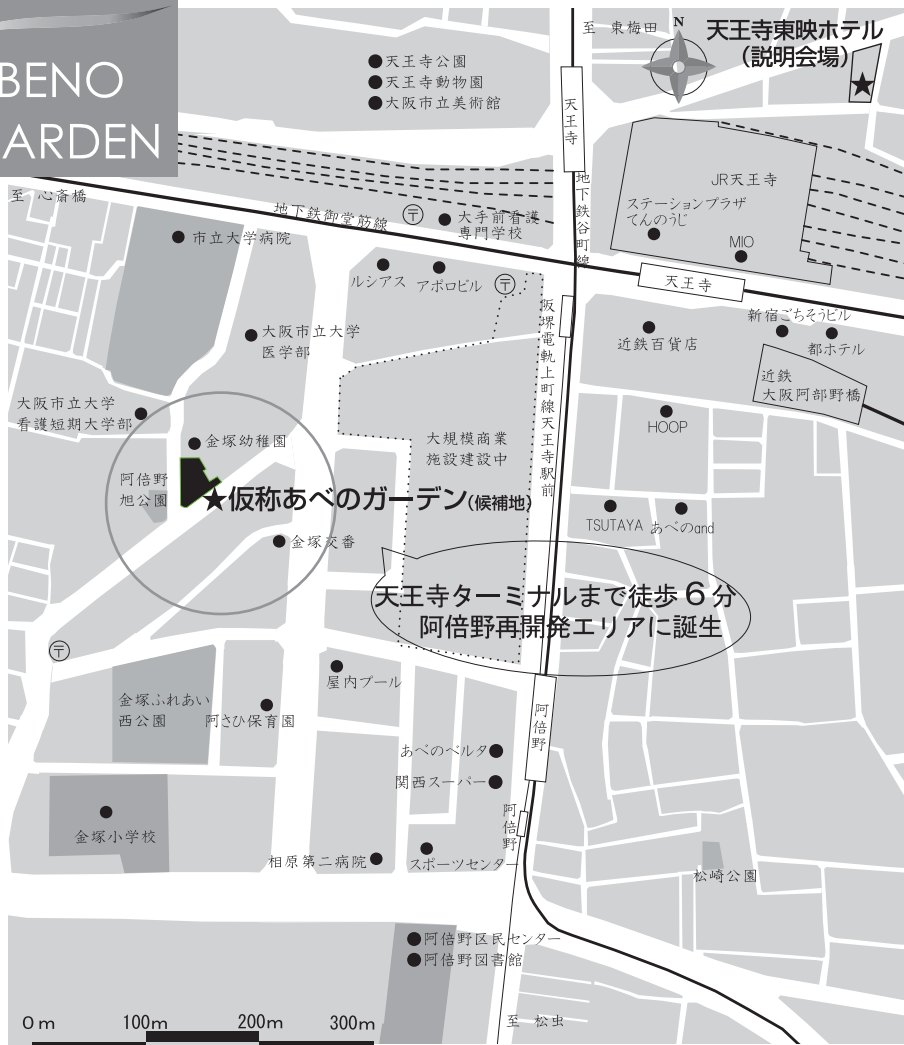 BENO
ARDEN
至 東梅田
N
天王寺東映ホテル
(説明会場)
★
天王寺公園
天王寺動物園
大阪市立美術館
天王寺
JR天王寺
ステーションプラザ
てんのうじ
MIO
至 心斎橋
地下鉄御堂筋線
〒
大手前看護
専門学校
地下鉄谷町線
市立大学病院
ルシアス
アポロビル
〒
天王寺
新宿ごちそうビル
都ホテル
近鉄百貨店
大阪市立大学
医学部
阪堺電軌上町線天王寺駅前
近鉄
大阪阿部野橋
大阪市立大学
看護短期大学部
金塚幼稚園
大規模商業
施設建設中
HOOP
阿倍野
旭公園
★仮称あべのガーデン(候補地)
TSUTAYA
あべのand
金塚交番
天王寺ターミナルまで徒歩6分
阿倍野再開発エリアに誕生
〒
金塚ふれあい
西公園
阿さひ保育園
屋内プール
阿倍野
あべのベルタ
関西スーパー
阿倍野
金塚小学校
相原第二病院
スポーツセンター
松崎公園
阿倍野区民センター
阿倍野図書館
至 松虫
0m
100m
200m
300m